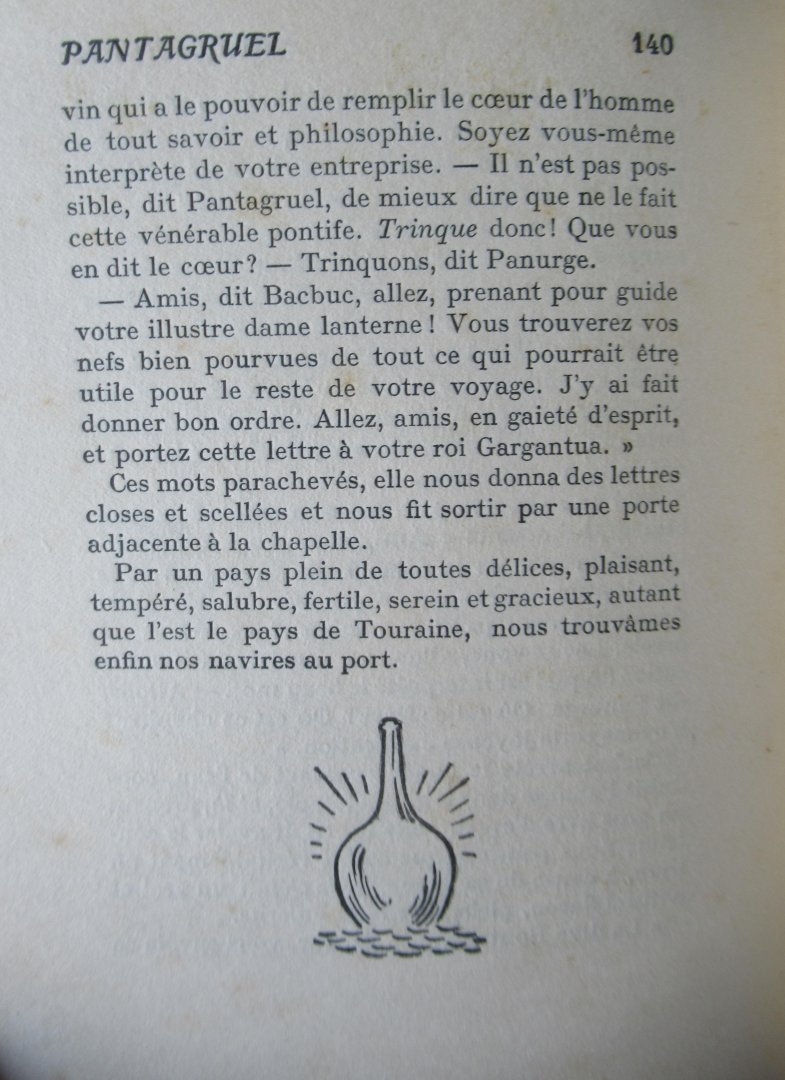 PANTAGRUEL 140
vin qui a le pouvoir de remplir le cœur de l'homme
de tout savoir et philosophie. Soyez vous-même
interprète de votre entreprise. — Il n'est pas pos-
sible, dit Pantagruel, de mieux dire que ne le fait
cette vénérable pontife. Trinque donc! Que vous
en dit le cœur? — Trinquons, dit Panurge.
— Amis, dit Bacbuc, allez, prenant pour guide
votre illustre dame lanterne! Vous trouverez vos
nefs bien pourvues de tout ce qui pourrait être
utile pour le reste de votre voyage. J'y ai fait
donner bon ordre. Allez, amis, en gaieté d'esprit,
et portez cette lettre à votre roi Gargantua. »
Ces mots parachevés, elle nous donna des lettres
closes et scellées et nous fit sortir par une porte
adjacente à la chapelle.
Par un pays plein de toutes délices, plaisant,
tempéré, salubre, fertile, serein et gracieux, autant
que l'est le pays de Touraine, nous trouvâmes
enfin nos navires au port.